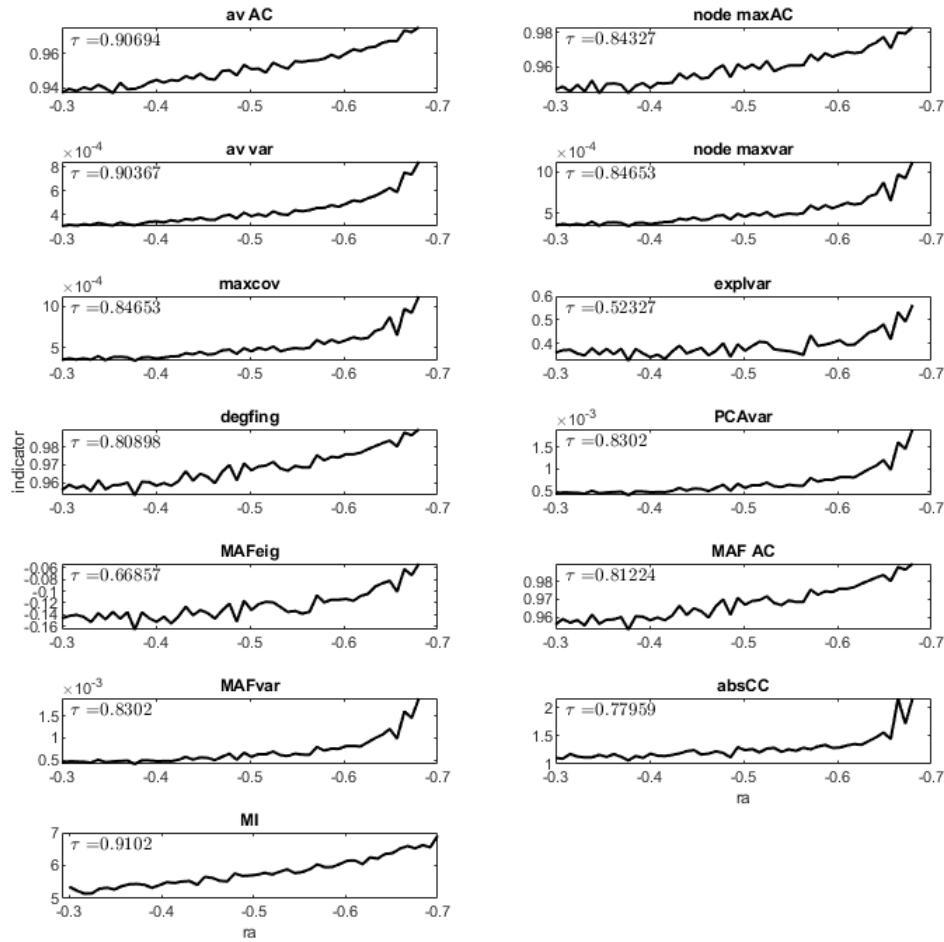 av AC
τ =0.90694
0.96
0.94
-0.3 -0.4 -0.5 -0.6 -0.7
node maxAC
τ =0.84327
0.98
0.96
-0.3 -0.4 -0.5 -0.6 -0.7
av var
×10⁻⁴
τ =0.90367
8
6
4
-0.3 -0.4 -0.5 -0.6 -0.7
node maxvar
×10⁻⁴
τ =0.84653
10
5
-0.3 -0.4 -0.5 -0.6 -0.7
maxcov
×10⁻⁴
τ =0.84653
10
5
-0.3 -0.4 -0.5 -0.6 -0.7
explvar
τ =0.52327
0.6
0.5
0.4
-0.3 -0.4 -0.5 -0.6 -0.7
degfing
τ =0.80898
0.98
0.97
0.96
indicator
-0.3 -0.4 -0.5 -0.6 -0.7
PCAvar
×10⁻³
τ =0.8302
1.5
1
0.5
-0.3 -0.4 -0.5 -0.6 -0.7
MAFeig
τ =0.66857
-0.06
-0.08
-0.1
-0.12
-0.14
-0.16
-0.3 -0.4 -0.5 -0.6 -0.7
MAF AC
τ =0.81224
0.98
0.97
0.96
-0.3 -0.4 -0.5 -0.6 -0.7
MAFvar
×10⁻³
τ =0.8302
1.5
1
0.5
-0.3 -0.4 -0.5 -0.6 -0.7
absCC
τ =0.77959
2
1.5
1
-0.3 -0.4 -0.5 -0.6 -0.7
ra
MI
τ =0.9102
7
6
5
-0.3 -0.4 -0.5 -0.6 -0.7
ra